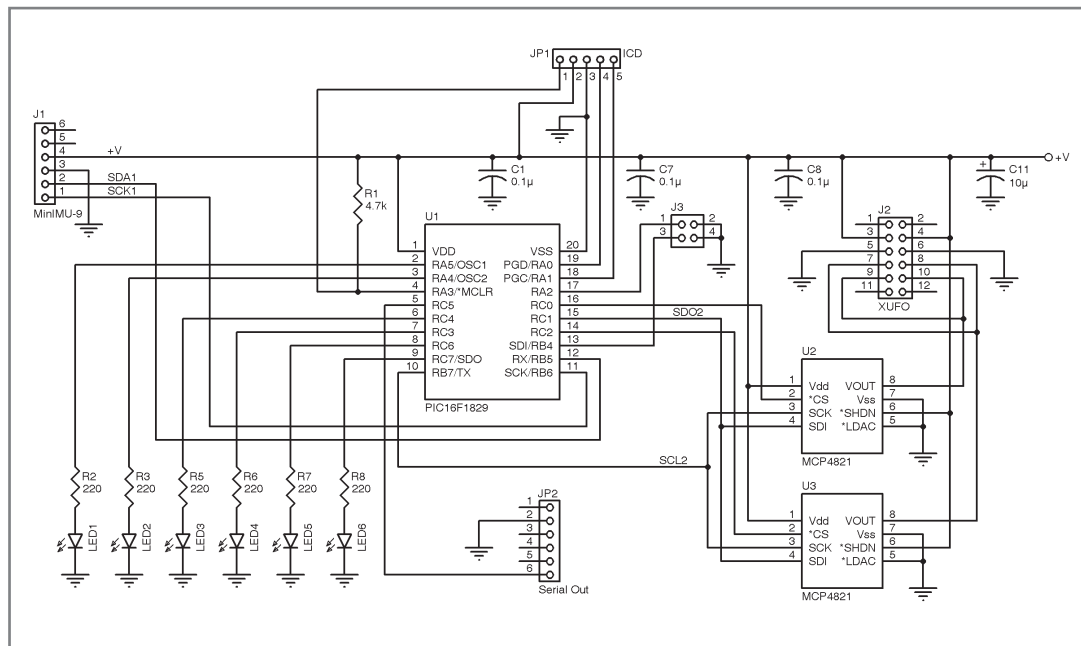 JP1 ICD
1 2 3 4 5
J1
6
5
4
3
2
1
+V
SDA1
SCK1
MinIMU-9
+V
R1
4.7k
C1
0.1µ
C7
0.1µ
C8
0.1µ
+
C11
10µ
U1
1 VDD
2 RA5/OSC1
3 RA4/OSC2
4 RA3/*MCLR
5 RC5
6 RC4
7 RC3
8 RC6
9 RC7/SDO
10 RB7/TX
VSS 20
PGD/RA0 19
PGC/RA1 18
RA2 17
RC0 16
RC1 15
RC2 14
SDI/RB4 13
RX/RB5 12
SCK/RB6 11
PIC16F1829
J3
1 2
3 4
J2
1 2
3 4
5 6
7 8
9 10
11 12
XUFO
SDO2
SCL2
U2
1 Vdd VOUT 8
2 *CS Vss 7
3 SCK *SHDN 6
4 SDI *LDAC 5
MCP4821
U3
1 Vdd VOUT 8
2 *CS Vss 7
3 SCK *SHDN 6
4 SDI *LDAC 5
MCP4821
R2
220
R3
220
R5
220
R6
220
R7
220
R8
220
LED1
LED2
LED3
LED4
LED5
LED6
JP2
1
2
3
4
5
6
Serial Out